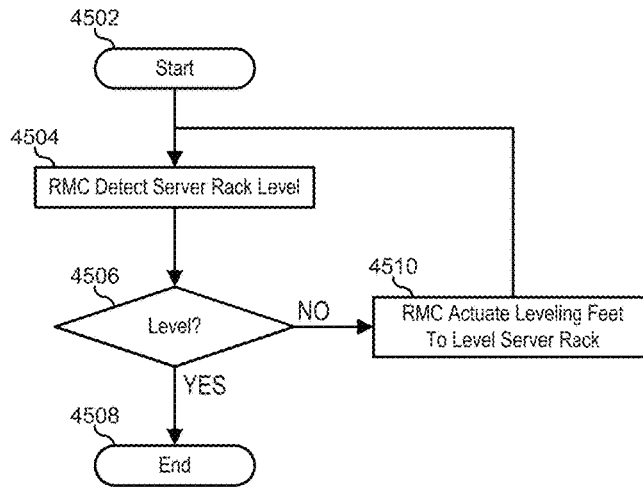 4502
Start
4504
RMC Detect Server Rack Level
4506
Level?
NO
4510
RMC Actuate Leveling Feet
To Level Server Rack
YES
4508
End